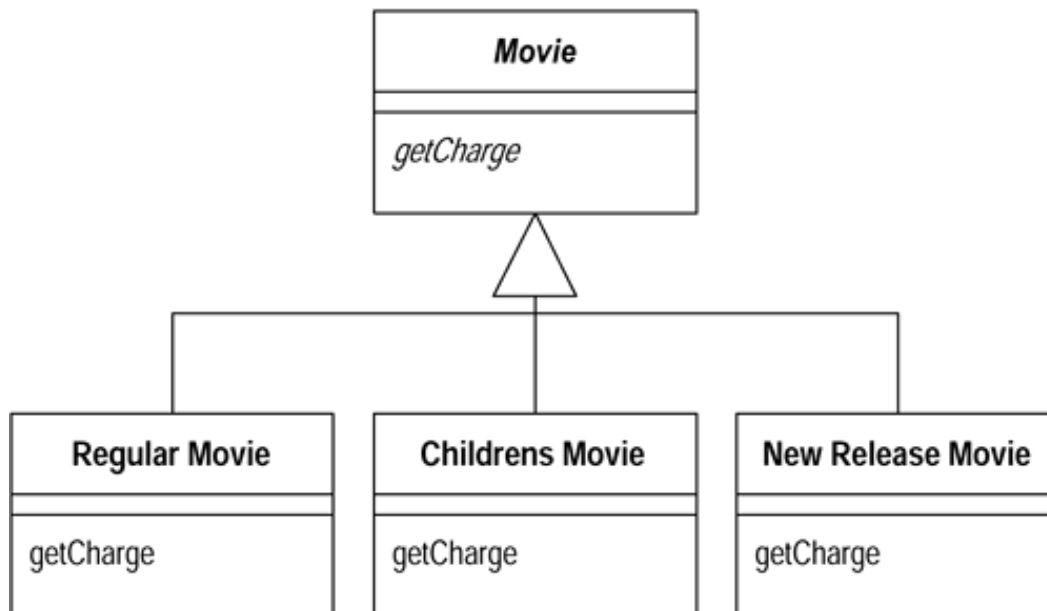 Movie
getCharge
Regular Movie
Childrens Movie
New Release Movie
getCharge
getCharge
getCharge